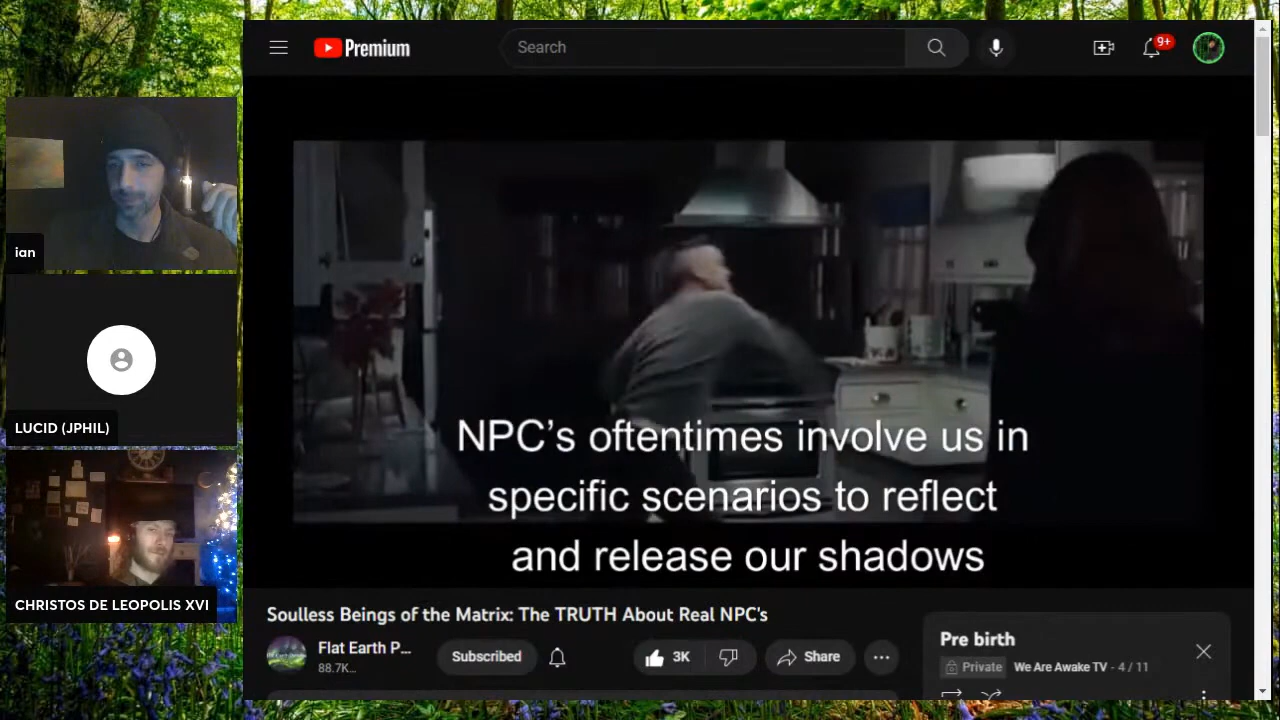 Premium
Search
9+
ian
LUCID (JPHIL)
CHRISTOS DE LEOPOLIS XVI
NPC's oftentimes involve us in
specific scenarios to reflect
and release our shadows
Soulless Beings of the Matrix: The TRUTH About Real NPC's
Flat Earth P...
88.7K...
Subscribed
3K
Share
Pre birth
Private We Are Awake TV - 4 / 11